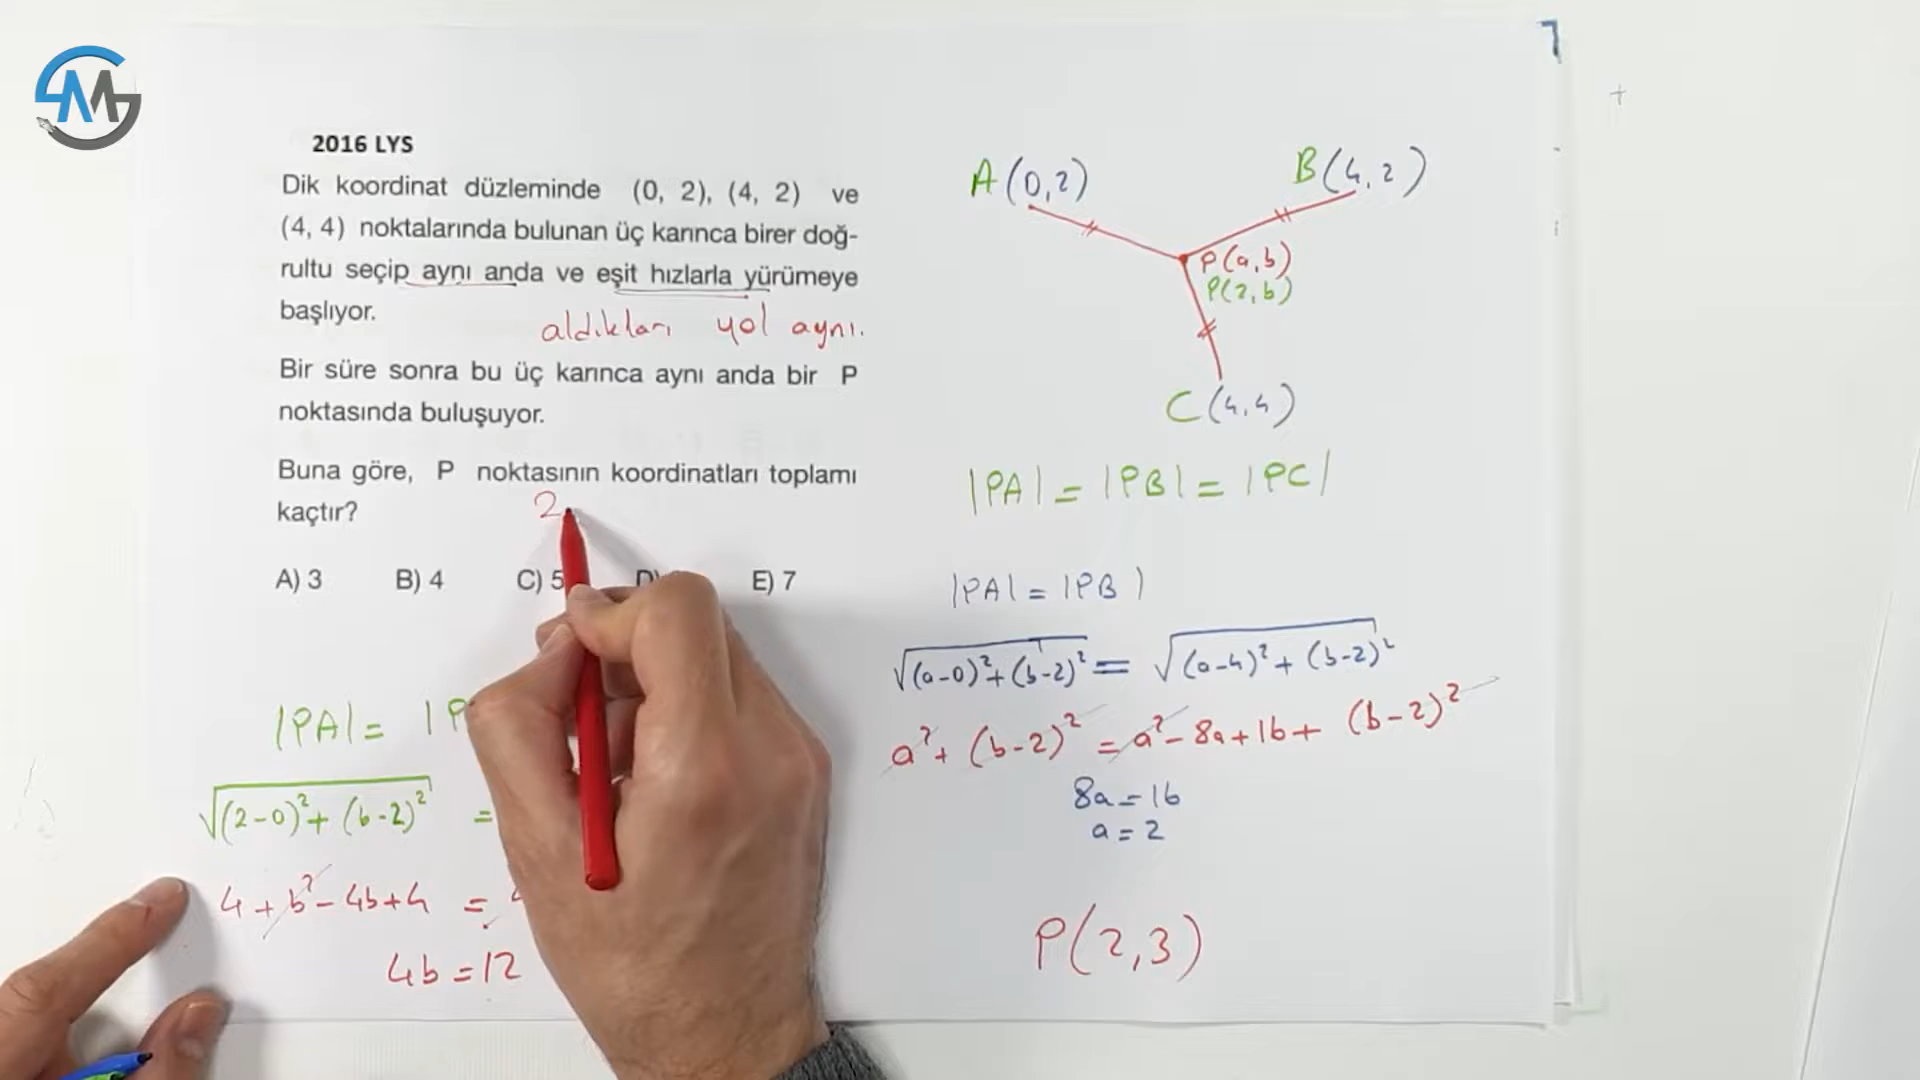 2016 LYS
Dik koordinat düzleminde (0, 2), (4, 2) ve
(4, 4) noktalarında bulunan üç karınca birer doğ-
rultu seçip aynı anda ve eşit hızlarla yürümeye
başlıyor.
aldıkları yol aynı.
Bir süre sonra bu üç karınca aynı anda bir P
noktasında buluşuyor.
Buna göre, P noktasının koordinatları toplamı
kaçtır?
2
A) 3 B) 4 C) 5 E) 7
|PA| =
√(2-0)²+(b-2)² =
4+b²-4b+4 =
4b=12
A(0,2)
B(4,2)
P(a,b)
P(2,b)
C(4,4)
|PA| = |PB| = |PC|
|PA| = |PB|
√(a-0)²+(b-2)² = √(a-4)²+(b-2)²
a²+(b-2)² = a²-8a+16+(b-2)²
8a=16
a=2
P(2,3)